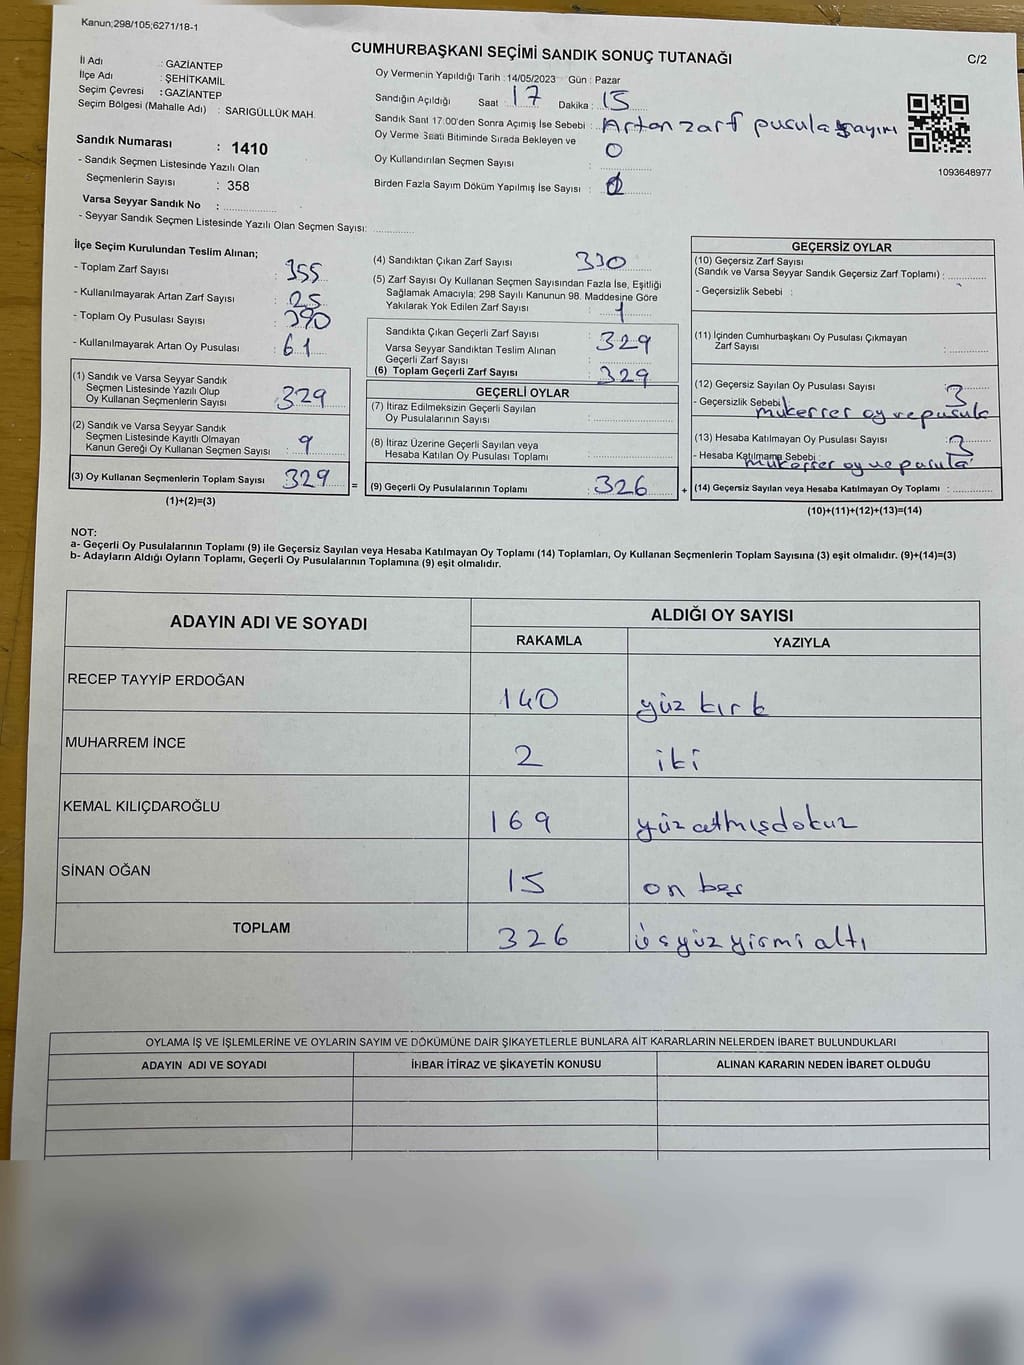 Kanun;298/105;6271/18-1
CUMHURBAŞKANI SEÇİMİ SANDIK SONUÇ TUTANAĞI
C/2
İl Adı : GAZİANTEP
İlçe Adı : ŞEHİTKAMİL
Seçim Çevresi : GAZİANTEP
Seçim Bölgesi (Mahalle Adı) : SARIGÜLLÜK MAH.
Sandık Numarası : 1410
- Sandık Seçmen Listesinde Yazılı Olan
Seçmenlerin Sayısı : 358
Varsa Seyyar Sandık No : ..................
- Seyyar Sandık Seçmen Listesinde Yazılı Olan Seçmen Sayısı: .............
Oy Vermenin Yapıldığı Tarih : 14/05/2023 Gün : Pazar
Sandığın Açıldığı Saat : 17 Dakika : 15
Sandık Saat 17:00'den Sonra Açımış İse Sebebi : Artan zarf pusula sayımı
Oy Verme Saati Bitiminde Sırada Bekleyen ve
Oy Kullandırılan Seçmen Sayısı : 0
Birden Fazla Sayım Döküm Yapılmış İse Sayısı :
1093648977
İlçe Seçim Kurulundan Teslim Alınan;
- Toplam Zarf Sayısı : 355
- Kullanılmayarak Artan Zarf Sayısı : 25
- Toplam Oy Pusulası Sayısı : 390
- Kullanılmayarak Artan Oy Pusulası : 61
(1) Sandık ve Varsa Seyyar Sandık
Seçmen Listesinde Yazılı Olup
Oy Kullanan Seçmenlerin Sayısı : 329
(2) Sandık ve Varsa Seyyar Sandık
Seçmen Listesinde Kayıtlı Olmayan
Kanun Gereği Oy Kullanan Seçmen Sayısı : 9
(3) Oy Kullanan Seçmenlerin Toplam Sayısı : 329 =
(1)+(2)=(3)
(4) Sandıktan Çıkan Zarf Sayısı : 330
(5) Zarf Sayısı Oy Kullanan Seçmen Sayısından Fazla İse, Eşitliği
Sağlamak Amacıyla; 298 Sayılı Kanunun 98. Maddesine Göre
Yakılarak Yok Edilen Zarf Sayısı : 1
Sandıkta Çıkan Geçerli Zarf Sayısı : 329
Varsa Seyyar Sandıktan Teslim Alınan
Geçerli Zarf Sayısı :
(6) Toplam Geçerli Zarf Sayısı : 329
GEÇERLİ OYLAR
(7) İtiraz Edilmeksizin Geçerli Sayılan
Oy Pusulalarının Sayısı :
(8) İtiraz Üzerine Geçerli Sayılan veya
Hesaba Katılan Oy Pusulası Toplamı :
(9) Geçerli Oy Pusulalarının Toplamı : 326 +
GEÇERSİZ OYLAR
(10) Geçersiz Zarf Sayısı
(Sandık ve Varsa Seyyar Sandık Geçersiz Zarf Toplamı) :
- Geçersizlik Sebebi :
(11) İçinden Cumhurbaşkanı Oy Pusulası Çıkmayan
Zarf Sayısı :
(12) Geçersiz Sayılan Oy Pusulası Sayısı : 3
- Geçersizlik Sebebi : mükerrer oy ve pusula
(13) Hesaba Katılmayan Oy Pusulası Sayısı : 3
- Hesaba Katılmama Sebebi : mükerrer oy ve pusula
(14) Geçersiz Sayılan veya Hesaba Katılmayan Oy Toplamı :
(10)+(11)+(12)+(13)=(14)
NOT:
a- Geçerli Oy Pusulalarının Toplamı (9) ile Geçersiz Sayılan veya Hesaba Katılmayan Oy Toplamı (14) Toplamları, Oy Kullanan Seçmenlerin Toplam Sayısına (3) eşit olmalıdır. (9)+(14)=(3)
b- Adayların Aldığı Oyların Toplamı, Geçerli Oy Pusulalarının Toplamına (9) eşit olmalıdır.
ADAYIN ADI VE SOYADI ALDIĞI OY SAYISI
RAKAMLA YAZIYLA
RECEP TAYYİP ERDOĞAN 140 yüz kırk
MUHARREM İNCE 2 iki
KEMAL KILIÇDAROĞLU 169 yüz atmışdokuz
SİNAN OĞAN 15 on beş
TOPLAM 326 üçyüzyirmialtı
OYLAMA İŞ VE İŞLEMLERİNE VE OYLARIN SAYIM VE DÖKÜMÜNE DAİR ŞİKAYETLERLE BUNLARA AİT KARARLARIN NELERDEN İBARET BULUNDUKLARI
ADAYIN ADI VE SOYADI İHBAR İTİRAZ VE ŞİKAYETİN KONUSU ALINAN KARARIN NEDEN İBARET OLDUĞU